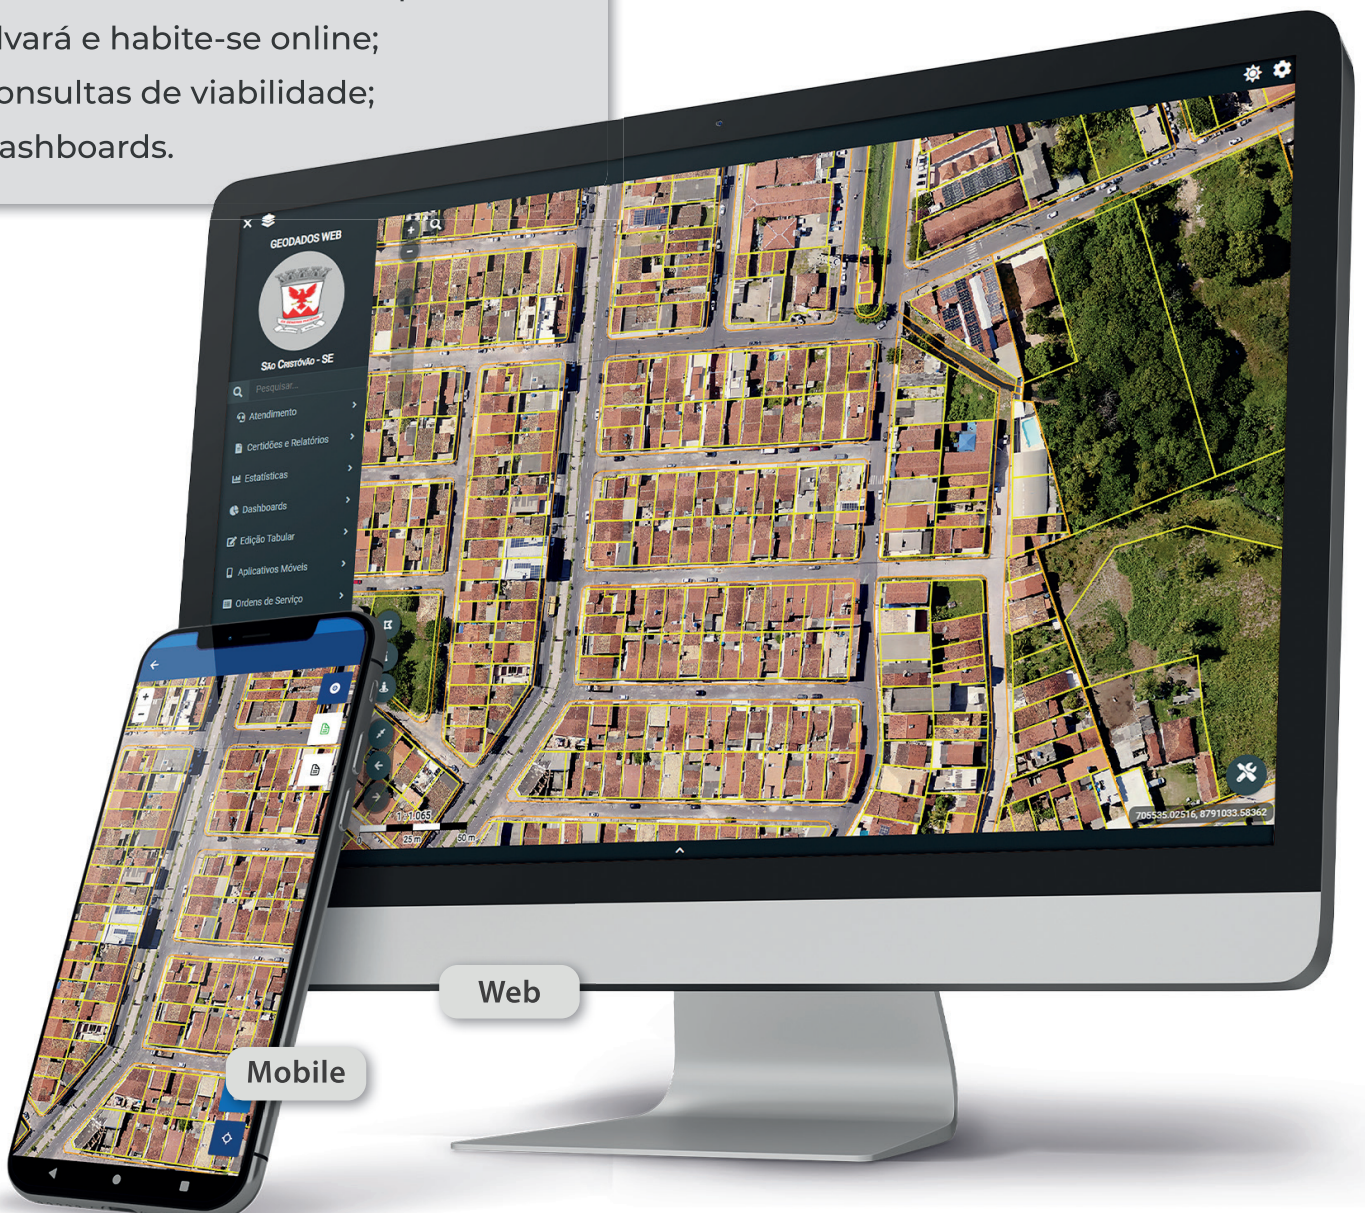 lvará e habite-se online;
onsultas de viabilidade;
ashboards.
GEODADOS WEB
SÃO CRISTÓVÃO - SE
Pesquisar...
Atendimento
Certidões e Relatórios
Estatísticas
Dashboards
Edição Tabular
Aplicativos Móveis
Ordens de Serviço
1 : 1.065
25 m
50 m
705535.02516, 8791033.58362
Web
Mobile